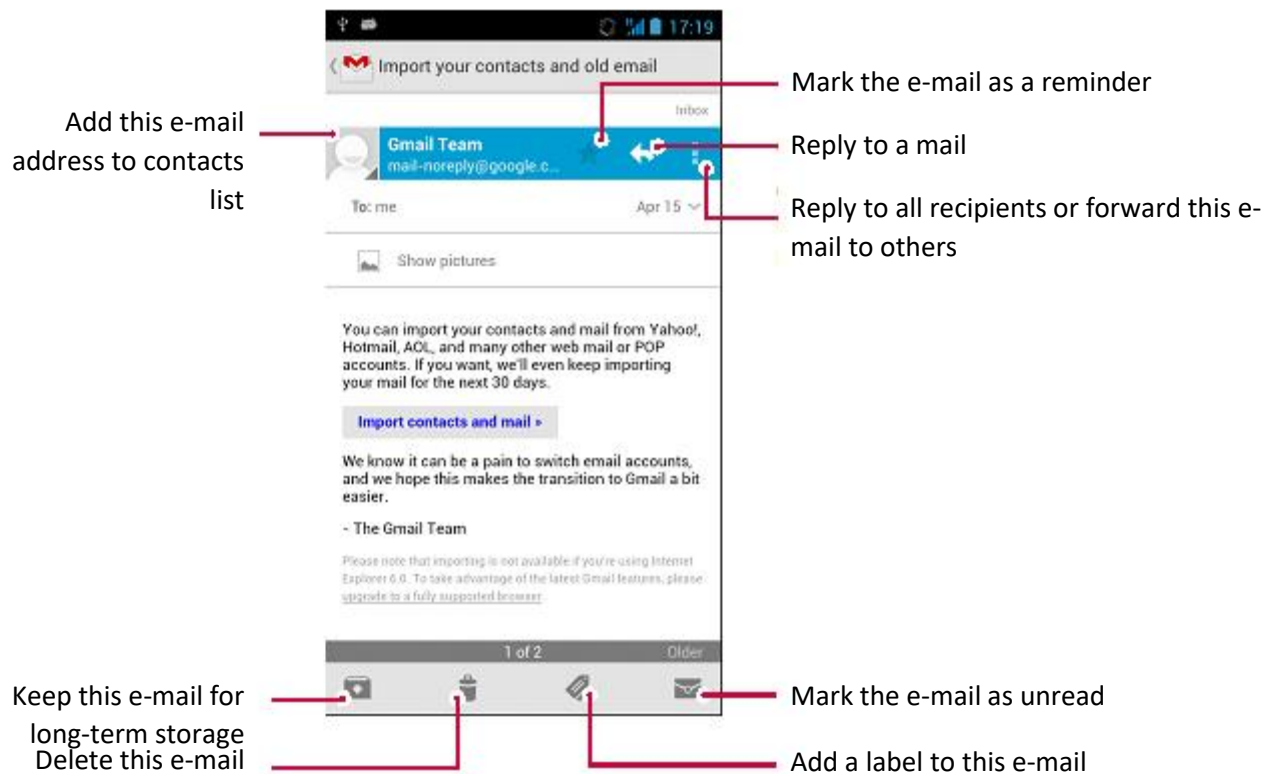 17:19
Import your contacts and old email
Mark the e-mail as a reminder
Inbox
Add this e-mail
address to contacts
list
Gmail Team
mail-noreply@google.c...
Reply to a mail
To: me
Apr 15
Reply to all recipients or forward this e-
mail to others
Show pictures
You can import your contacts and mail from Yahoo!,
Hotmail, AOL, and many other web mail or POP
accounts. If you want, we'll even keep importing
your mail for the next 30 days.
Import contacts and mail »
We know it can be a pain to switch email accounts,
and we hope this makes the transition to Gmail a bit
easier.
- The Gmail Team
Please note that importing is not available if you're using Internet
Explorer 6.0. To take advantage of the latest Gmail features, please
upgrade to a fully supported browser.
1 of 2
Older
Keep this e-mail for
long-term storage
Delete this e-mail
Mark the e-mail as unread
Add a label to this e-mail